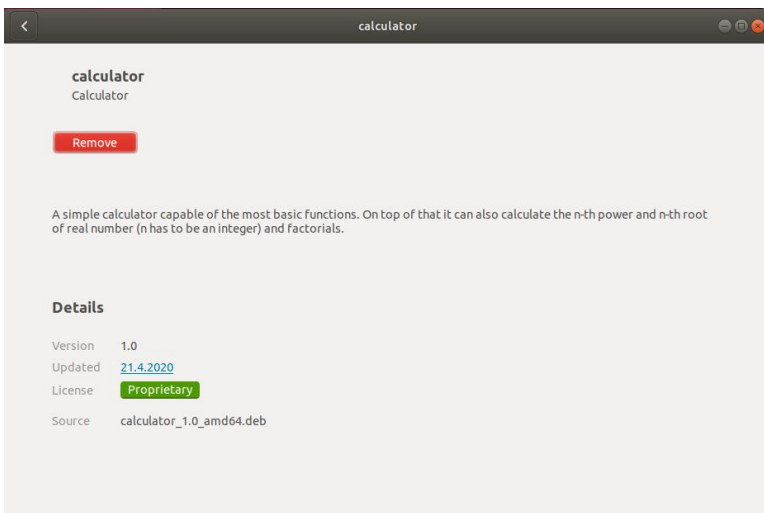 calculator
calculator
Calculator
Remove
A simple calculator capable of the most basic functions. On top of that it can also calculate the n-th power and n-th root
of real number (n has to be an integer) and factorials.
Details
Version 1.0
Updated 21.4.2020
License Proprietary
Source calculator_1.0_amd64.deb